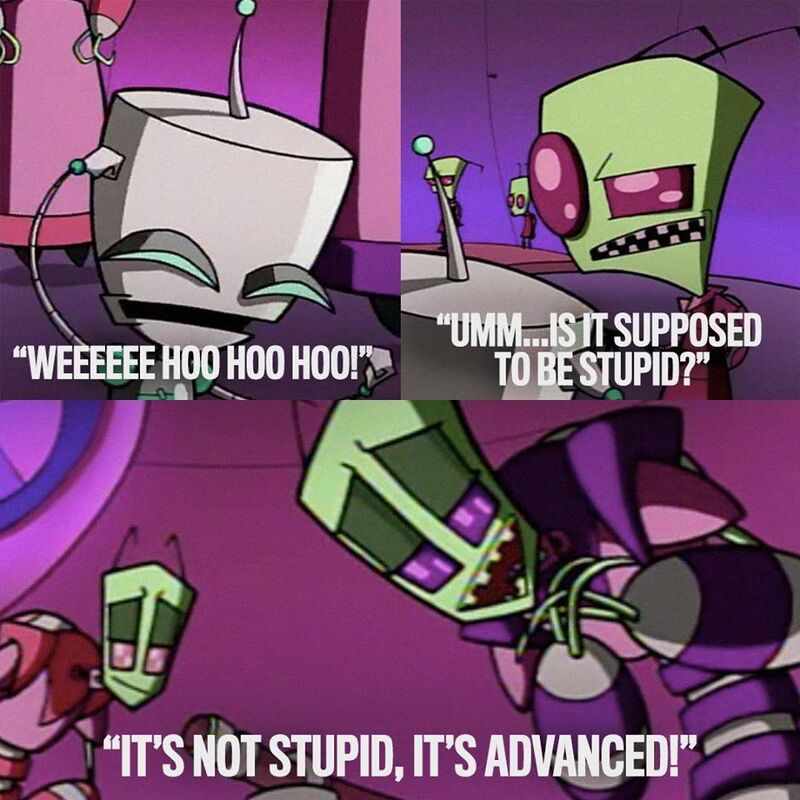 “WEEEEEE HOO HOO HOO!”
“UMM...IS IT SUPPOSED
TO BE STUPID?”
“IT’S NOT STUPID, IT’S ADVANCED!”